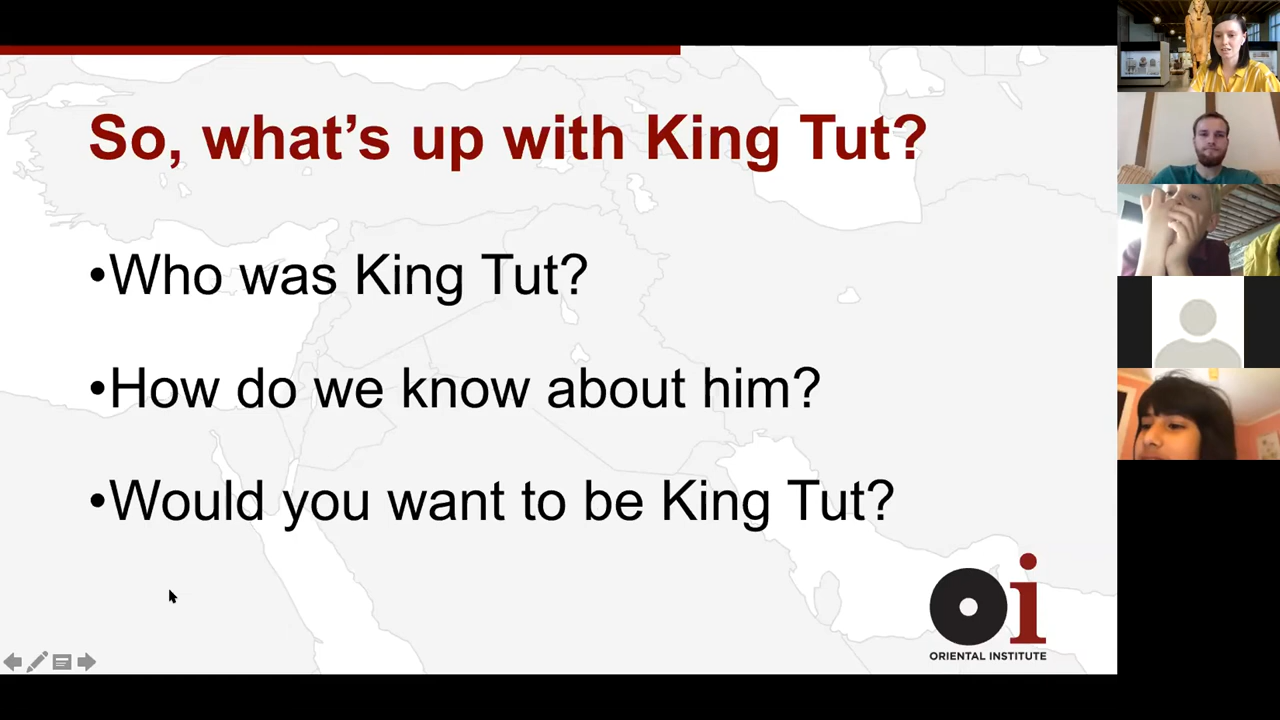 So, what's up with King Tut?
•Who was King Tut?
•How do we know about him?
•Would you want to be King Tut?
oi
ORIENTAL INSTITUTE